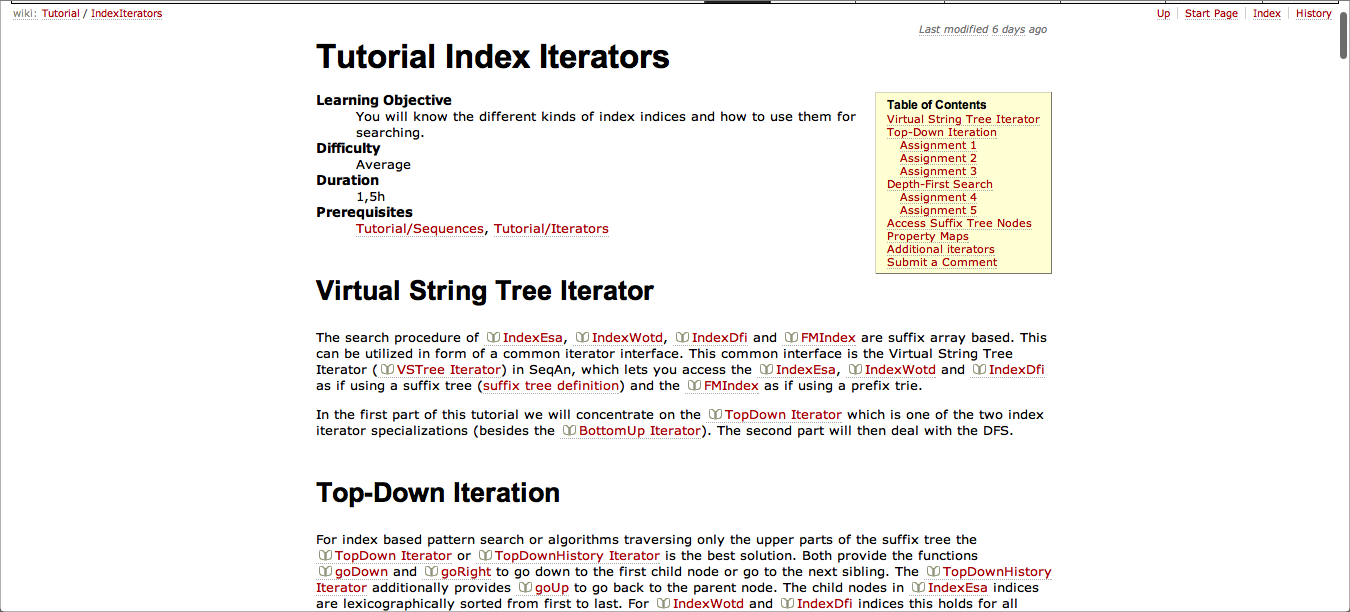 wiki: Tutorial / IndexIterators
Up Start Page Index History
Last modified 6 days ago
Tutorial Index Iterators
Learning Objective
You will know the different kinds of index indices and how to use them for
searching.
Difficulty
Average
Duration
1,5h
Prerequisites
Tutorial/Sequences, Tutorial/Iterators
Table of Contents
Virtual String Tree Iterator
Top-Down Iteration
Assignment 1
Assignment 2
Assignment 3
Depth-First Search
Assignment 4
Assignment 5
Access Suffix Tree Nodes
Property Maps
Additional iterators
Submit a Comment
Virtual String Tree Iterator
The search procedure of IndexEsa, IndexWotd, IndexDfi and FMIndex are suffix array based. This
can be utilized in form of a common iterator interface. This common interface is the Virtual String Tree
Iterator (VSTree Iterator) in SeqAn, which lets you access the IndexEsa, IndexWotd and IndexDfi
as if using a suffix tree (suffix tree definition) and the FMIndex as if using a prefix trie.
In the first part of this tutorial we will concentrate on the TopDown Iterator which is one of the two index
iterator specializations (besides the BottomUp Iterator). The second part will then deal with the DFS.
Top-Down Iteration
For index based pattern search or algorithms traversing only the upper parts of the suffix tree the
TopDown Iterator or TopDownHistory Iterator is the best solution. Both provide the functions
goDown and goRight to go down to the first child node or go to the next sibling. The TopDownHistory
Iterator additionally provides goUp to go back to the parent node. The child nodes in IndexEsa indices
are lexicographically sorted from first to last. For IndexWotd and IndexDfi indices this holds for all